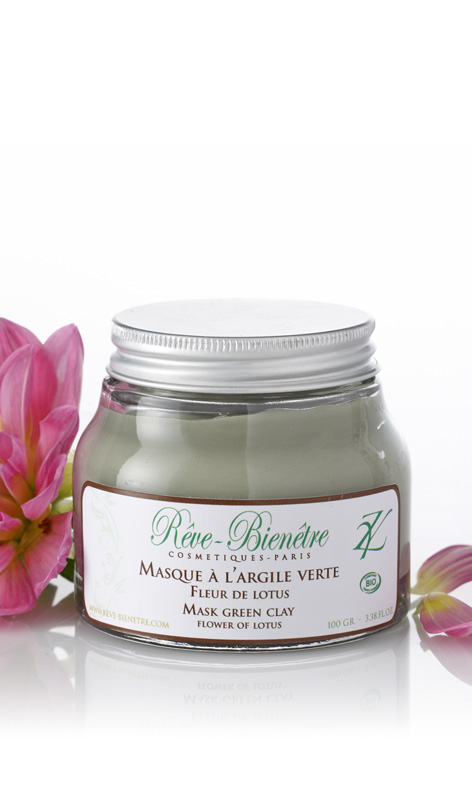 Rêve-Bienêtre
COSMETIQUES-PARIS
MASQUE À L'ARGILE VERTE
FLEUR DE LOTUS
BIO
MASK GREEN CLAY
FLOWER OF LOTUS
WWW.REVE-BIENETRE.COM
100 GR. - 3.38 FL.OZ